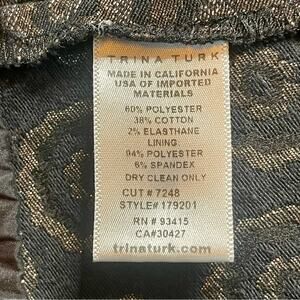 TRINA TURK
MADE IN CALIFORNIA
USA OF IMPORTED
MATERIALS
60% POLYESTER
38% COTTON
2% ELASTHANE
LINING:
94% POLYESTER
6% SPANDEX
DRY CLEAN ONLY
CUT # 7248
STYLE# 179201
RN # 93415
CA#30427
trinaturk.com